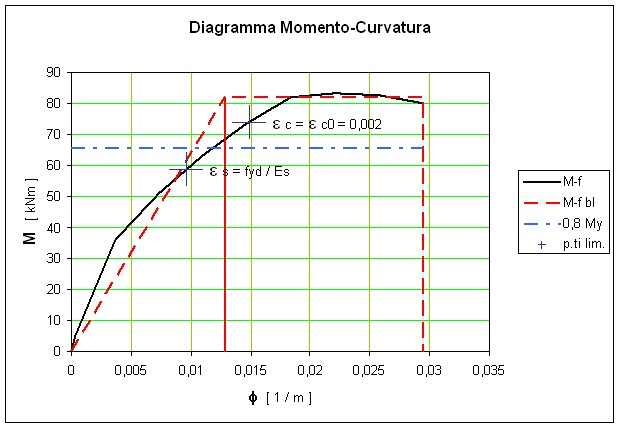 Diagramma Momento-Curvatura
90
80
70
60
50
40
30
20
10
0
M [ kNm ]
ε c = ε c0 = 0,002
ε s = fyd / Es
0
0,005
0,01
0,015
0,02
0,025
0,03
0,035
ϕ [ 1 / m ]
M-f
M-f bl
0,8 My
p.ti lim.